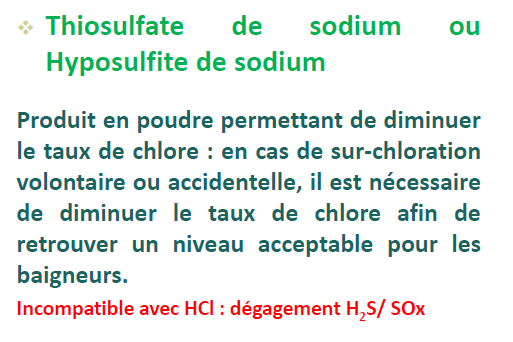 ❖ Thiosulfate de sodium ou
Hyposulfite de sodium
Produit en poudre permettant de diminuer
le taux de chlore : en cas de sur-chloration
volontaire ou accidentelle, il est nécessaire
de diminuer le taux de chlore afin de
retrouver un niveau acceptable pour les
baigneurs.
Incompatible avec HCl : dégagement H₂S/ SOx